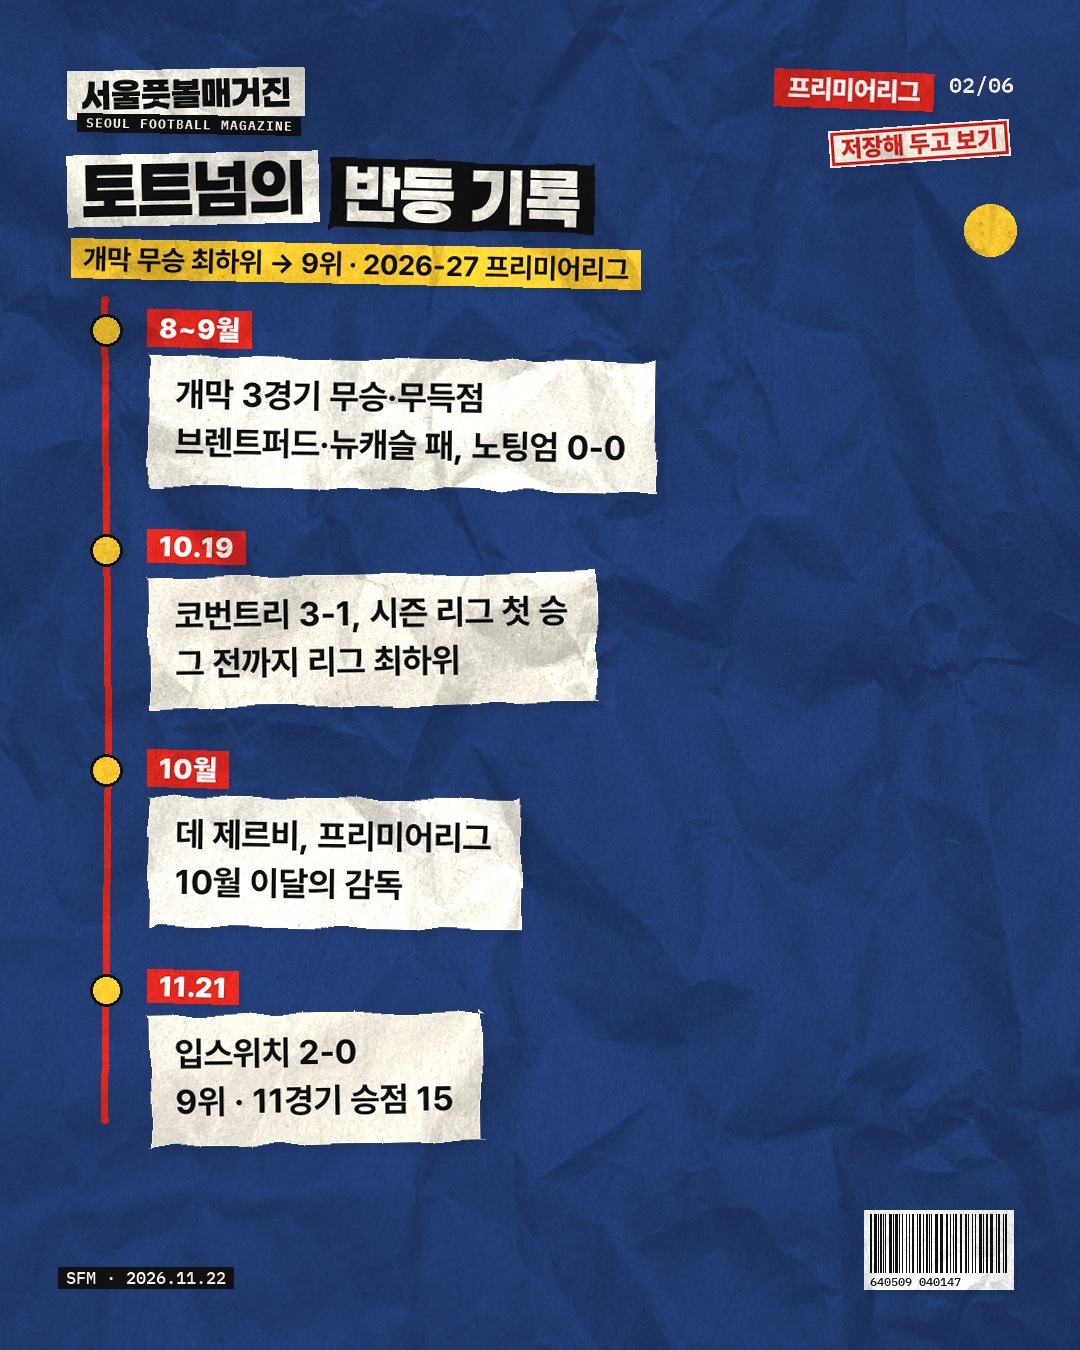 서울풋볼매거진
SEOUL FOOTBALL MAGAZINE
프리미어리그
02/06
저장해 두고 보기
토트넘의 반등 기록
개막 무승 최하위 → 9위 · 2026-27 프리미어리그
8~9월
개막 3경기 무승·무득점
브렌트퍼드·뉴캐슬 패, 노팅엄 0-0
10.19
코번트리 3-1, 시즌 리그 첫 승
그 전까지 리그 최하위
10월
데 제르비, 프리미어리그
10월 이달의 감독
11.21
입스위치 2-0
9위 · 11경기 승점 15
SFM · 2026.11.22
640509 040147